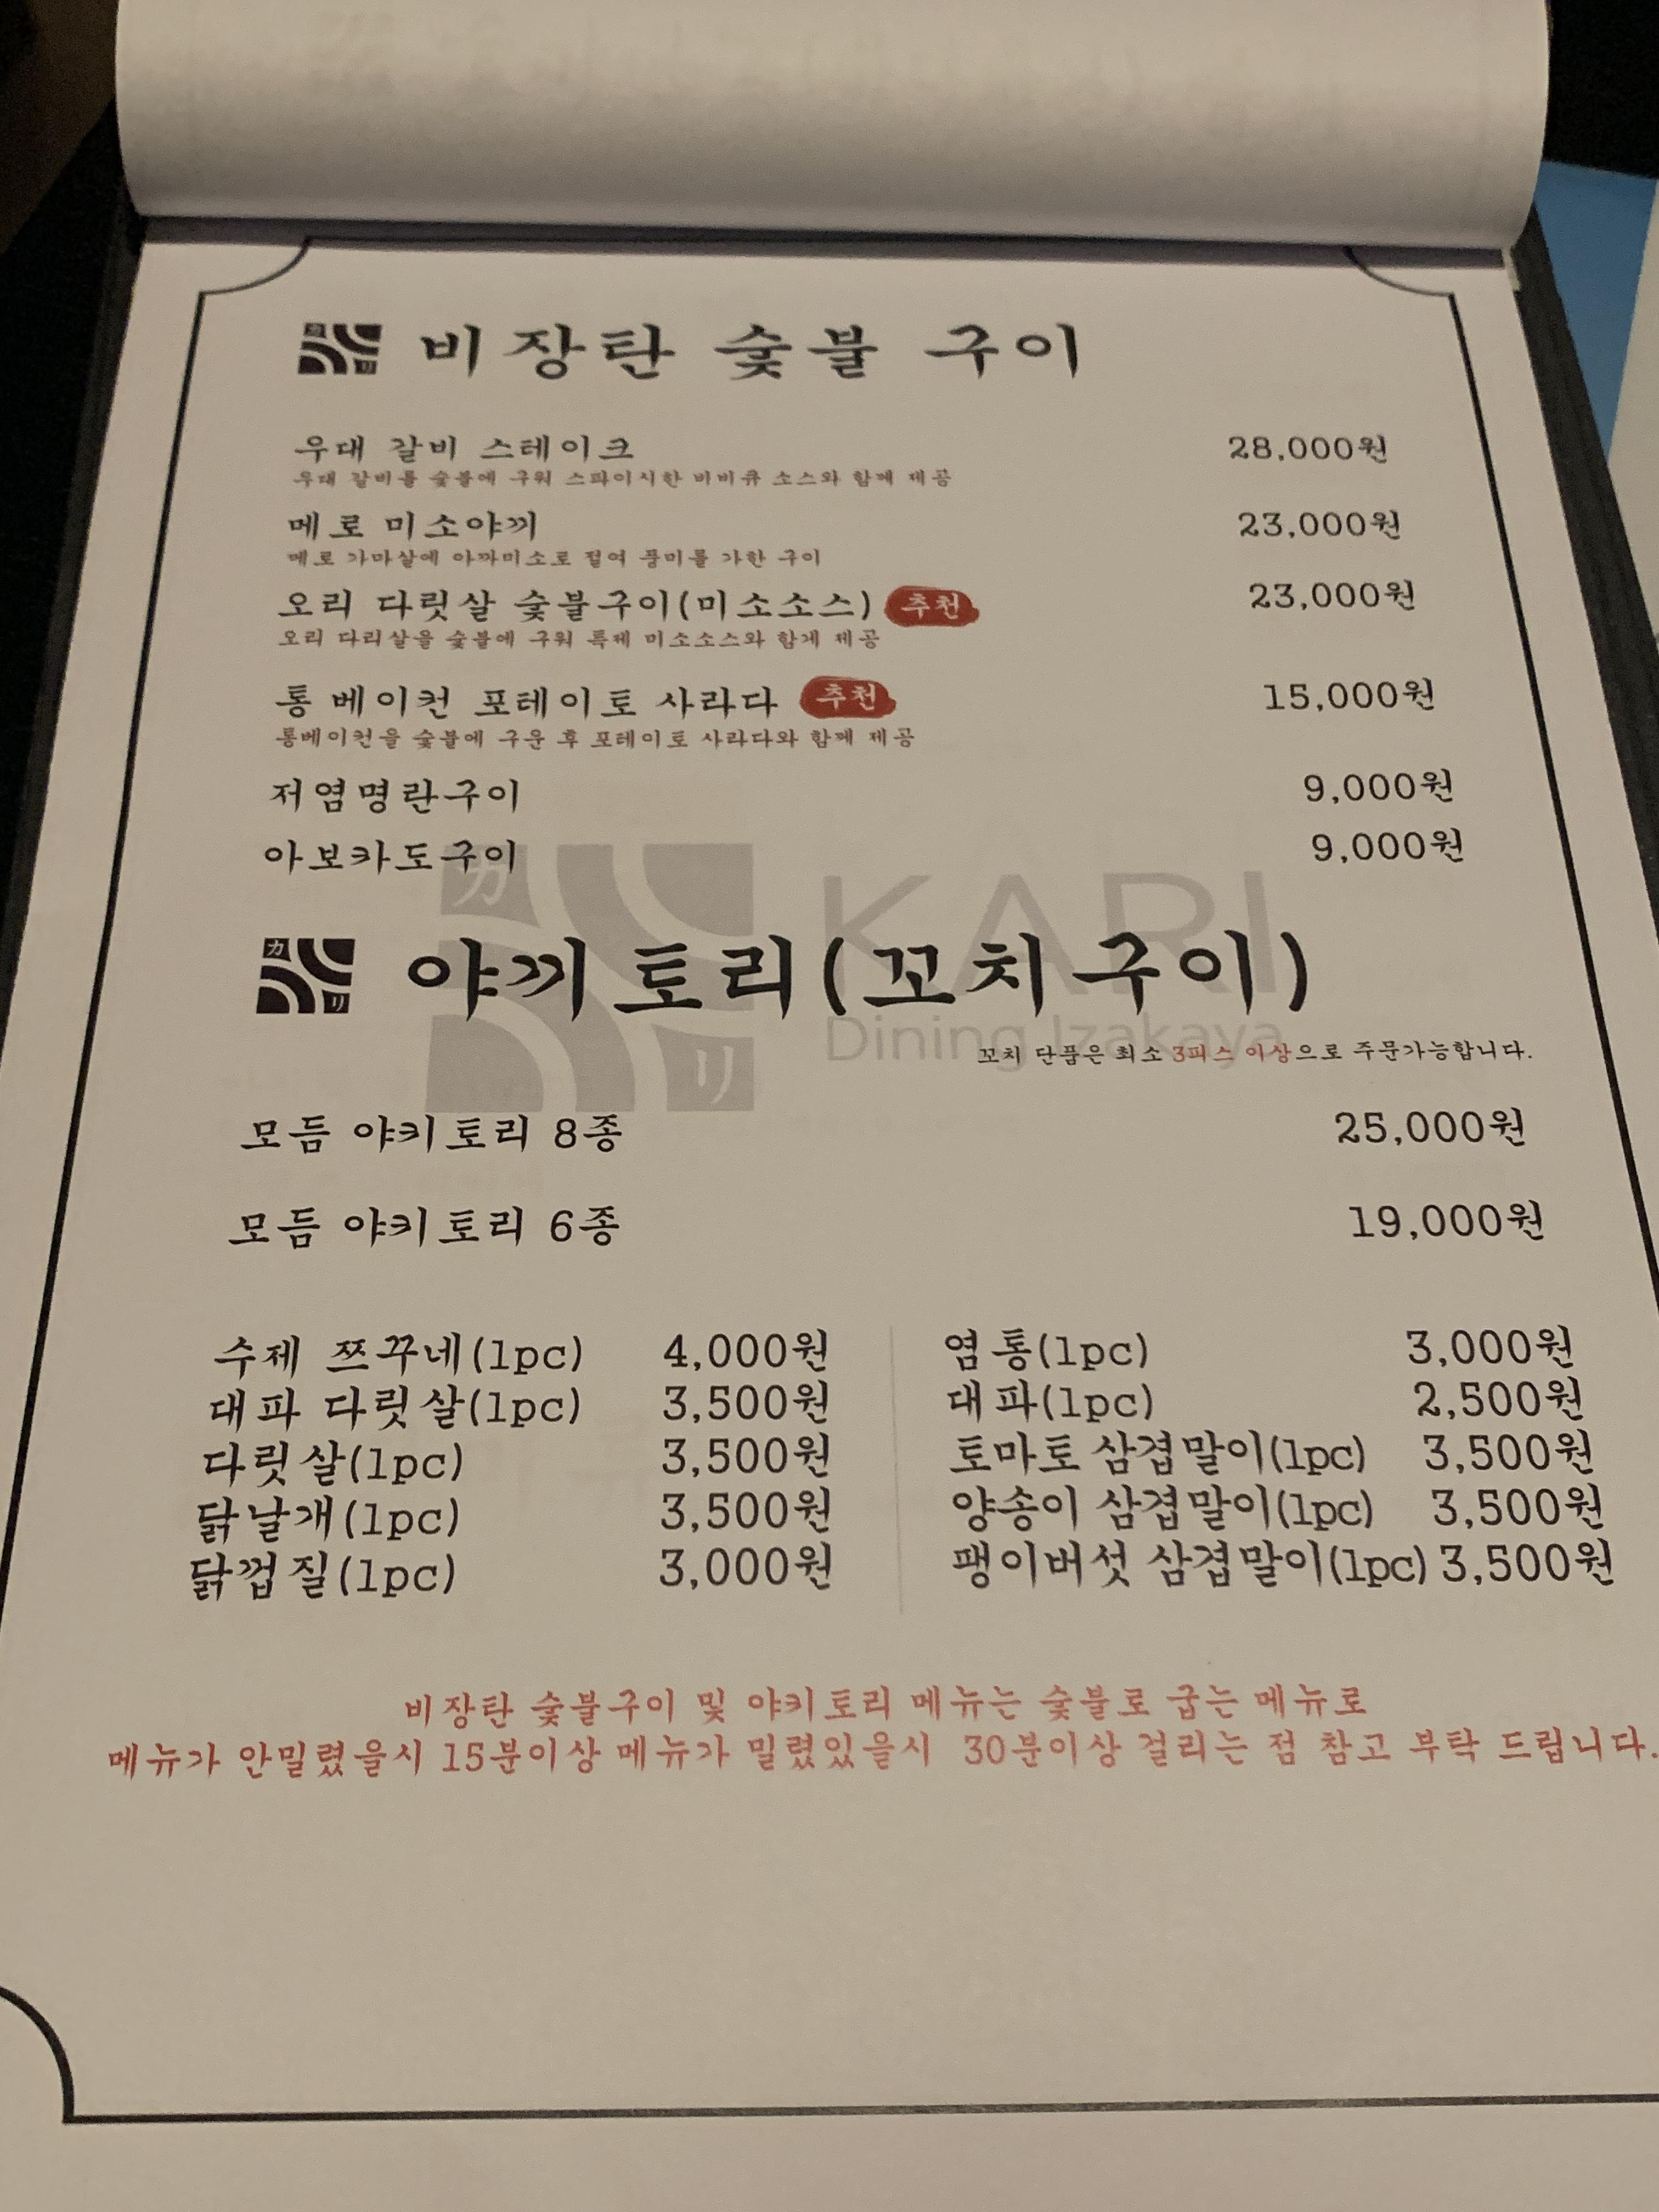 비장탄 숯불 구이
우대 갈비 스테이크 28,000원
우대 갈비를 숯불에 구워 스파이시한 비비큐 소스와 함께 제공
메로 미소야끼 23,000원
메로 가마살에 아까미소로 절여 풍미를 가한 구이
오리 다릿살 숯불구이(미소소스) 추천 23,000원
오리 다리살을 숯불에 구워 특제 미소소스와 함게 제공
통 베이컨 포테이토 사라다 추천 15,000원
통베이컨을 숯불에 구운 후 포테이토 사라다와 함께 제공
저염명란구이 9,000원
아보카도구이 9,000원
カリ KARI
Dining Izakaya
カリ 야끼토리(꼬치구이)
꼬치 단품은 최소 3피스 이상으로 주문가능합니다.
모듬 야키토리 8종 25,000원
모듬 야키토리 6종 19,000원
수제 쯔꾸네(1pc) 4,000원
대파 다릿살(1pc) 3,500원
다릿살(1pc) 3,500원
닭날개(1pc) 3,500원
닭껍질(1pc) 3,000원
염통(1pc) 3,000원
대파(1pc) 2,500원
토마토 삼겹말이(1pc) 3,500원
양송이 삼겹말이(1pc) 3,500원
팽이버섯 삼겹말이(1pc) 3,500원
비장탄 숯불구이 및 야키토리 메뉴는 숯불로 굽는 메뉴로
메뉴가 안밀렸을시 15분이상 메뉴가 밀렸있을시 30분이상 걸리는 점 참고 부탁 드립니다.